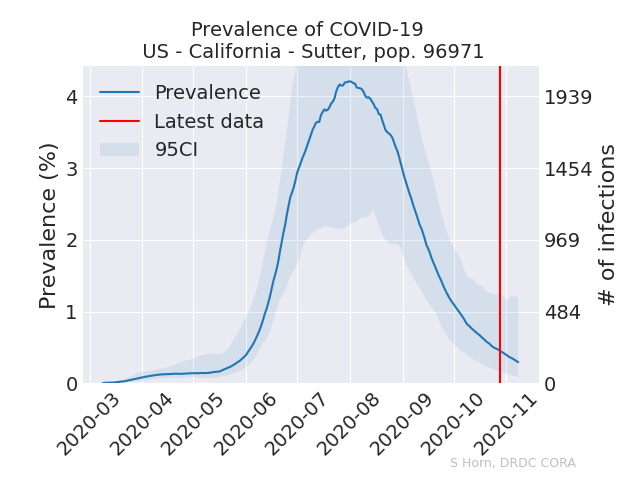 Prevalence of COVID-19
US - California - Sutter, pop. 96971
Prevalence
Latest data
95CI
Prevalence (%)
4
3
2
1
0
1939
1454
969
484
0
# of infections
2020-03
2020-04
2020-05
2020-06
2020-07
2020-08
2020-09
2020-10
2020-11
S Horn, DRDC CORA